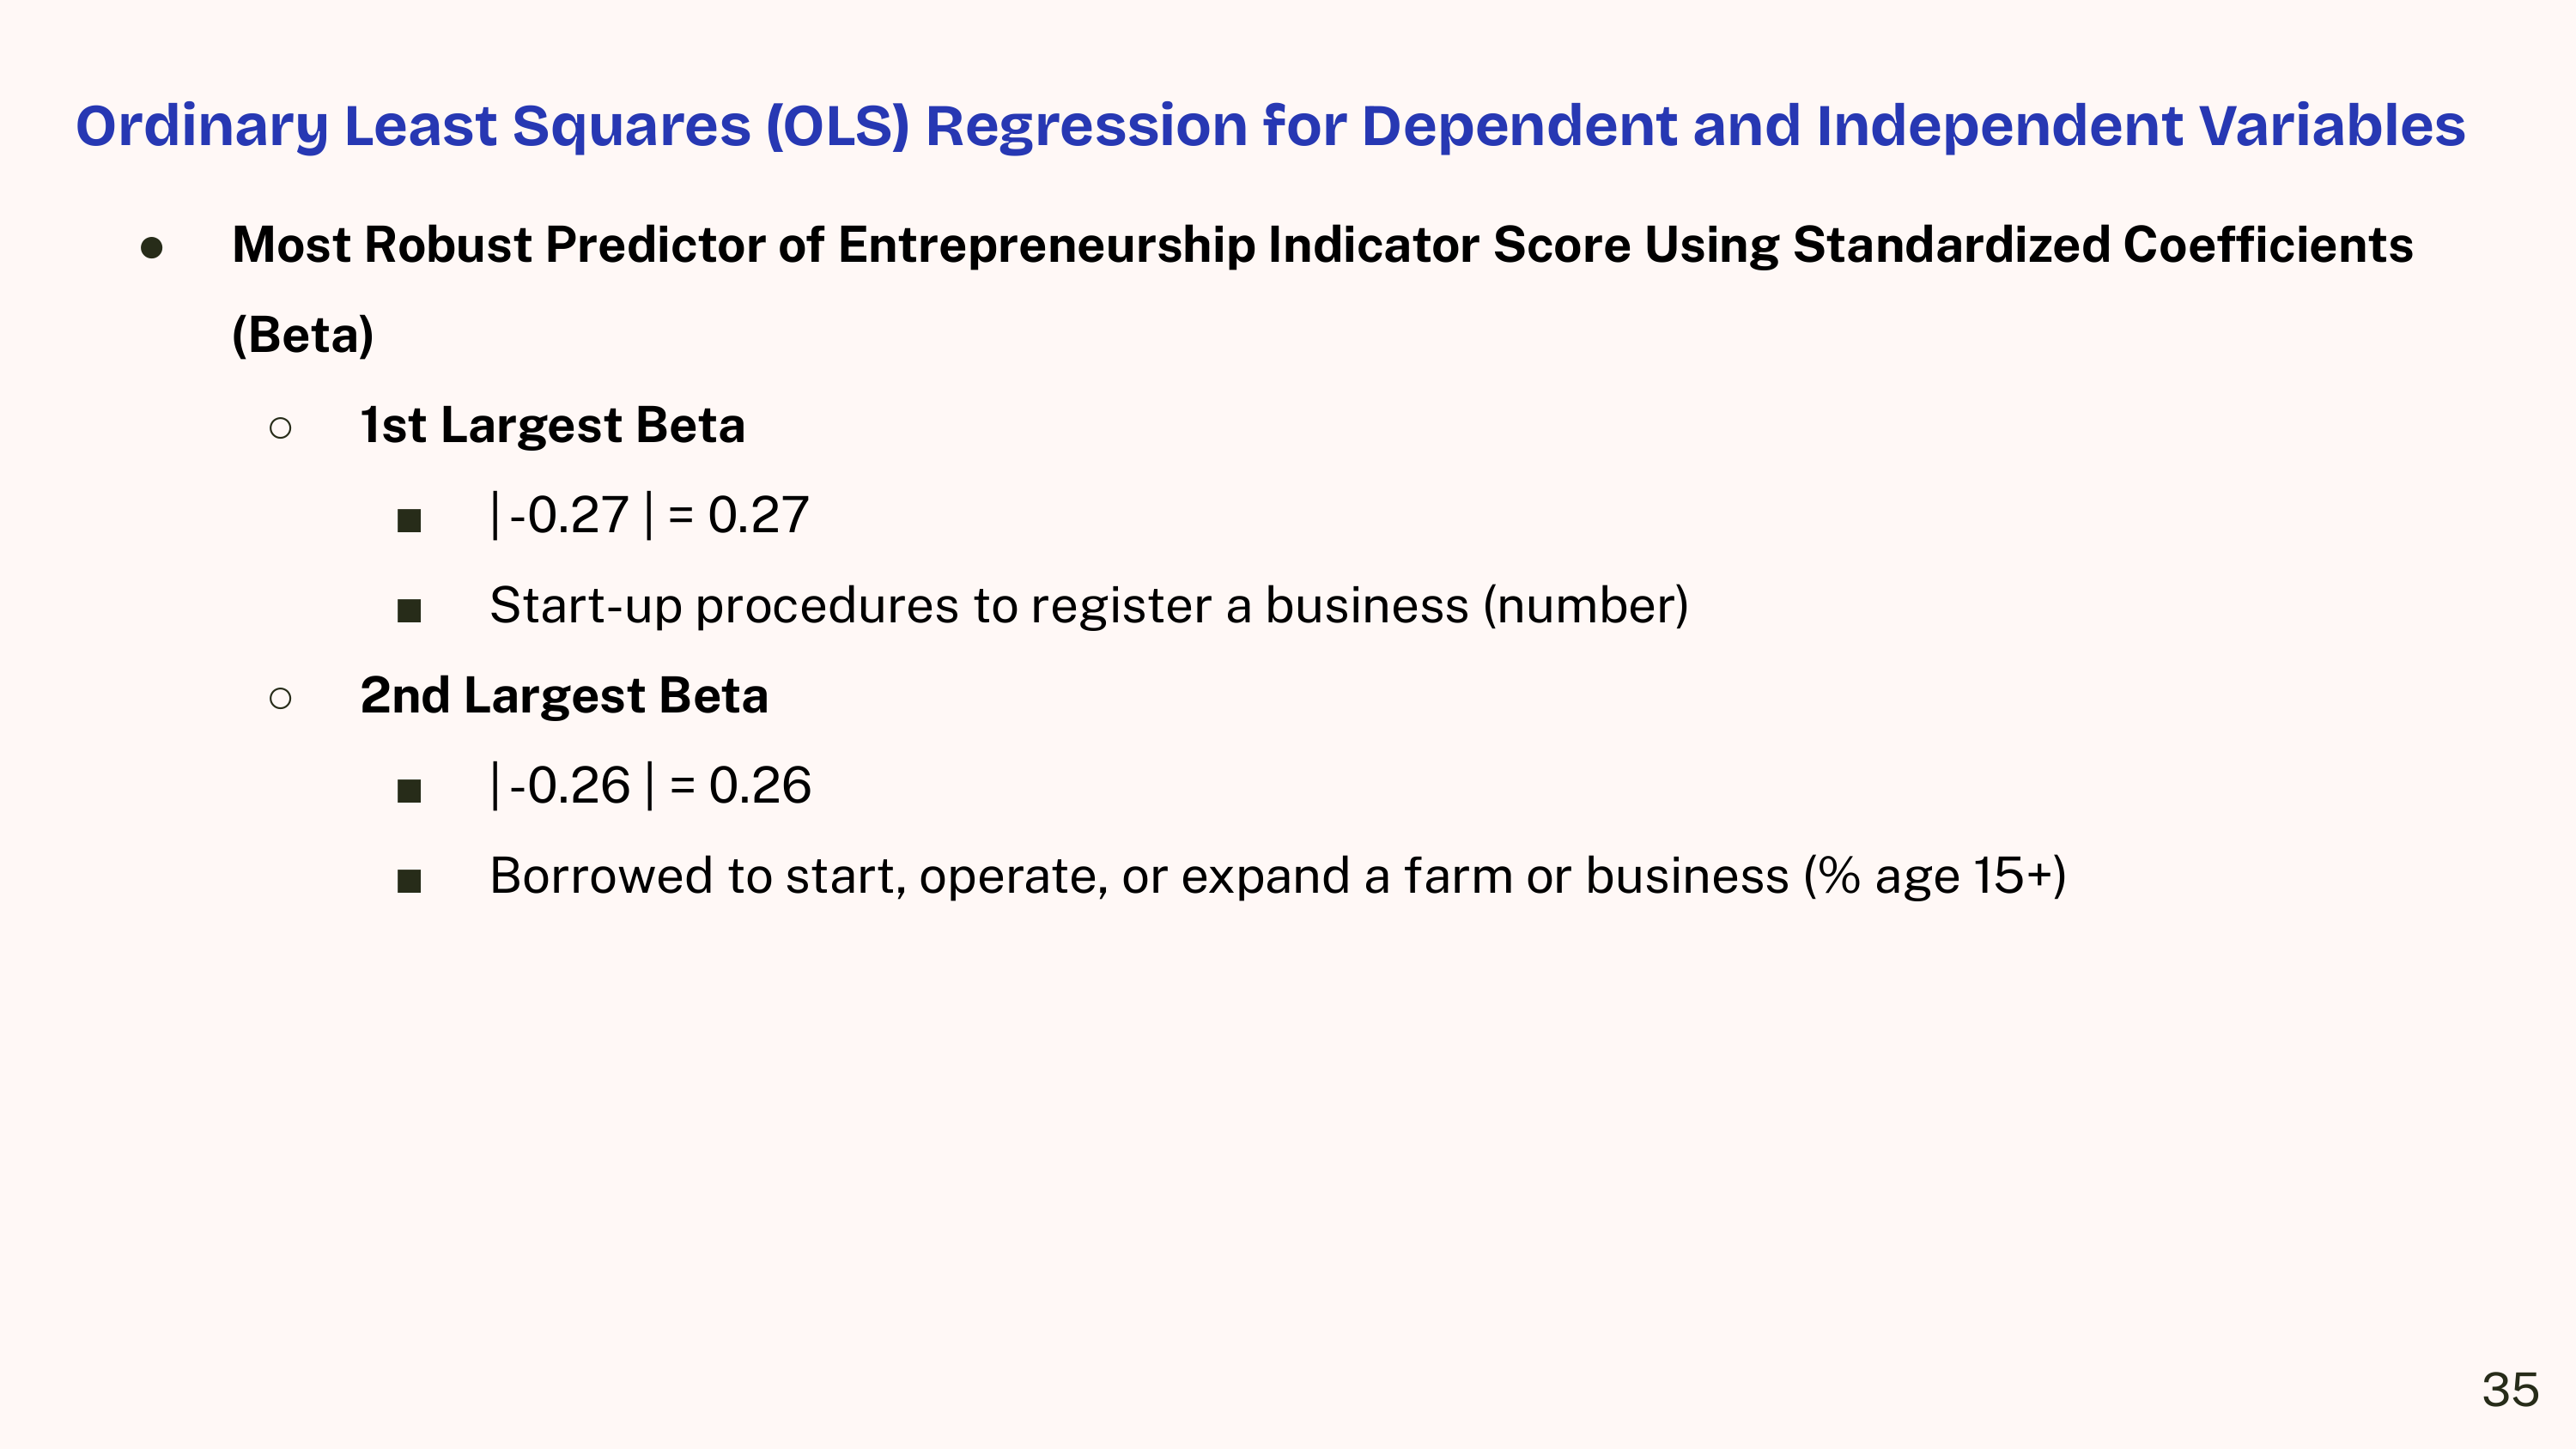 Ordinary Least Squares (OLS) Regression for Dependent and Independent Variables
● Most Robust Predictor of Entrepreneurship Indicator Score Using Standardized Coefficients
(Beta)
○ 1st Largest Beta
■ | -0.27 | = 0.27
■ Start-up procedures to register a business (number)
○ 2nd Largest Beta
■ | -0.26 | = 0.26
■ Borrowed to start, operate, or expand a farm or business (% age 15+)
35